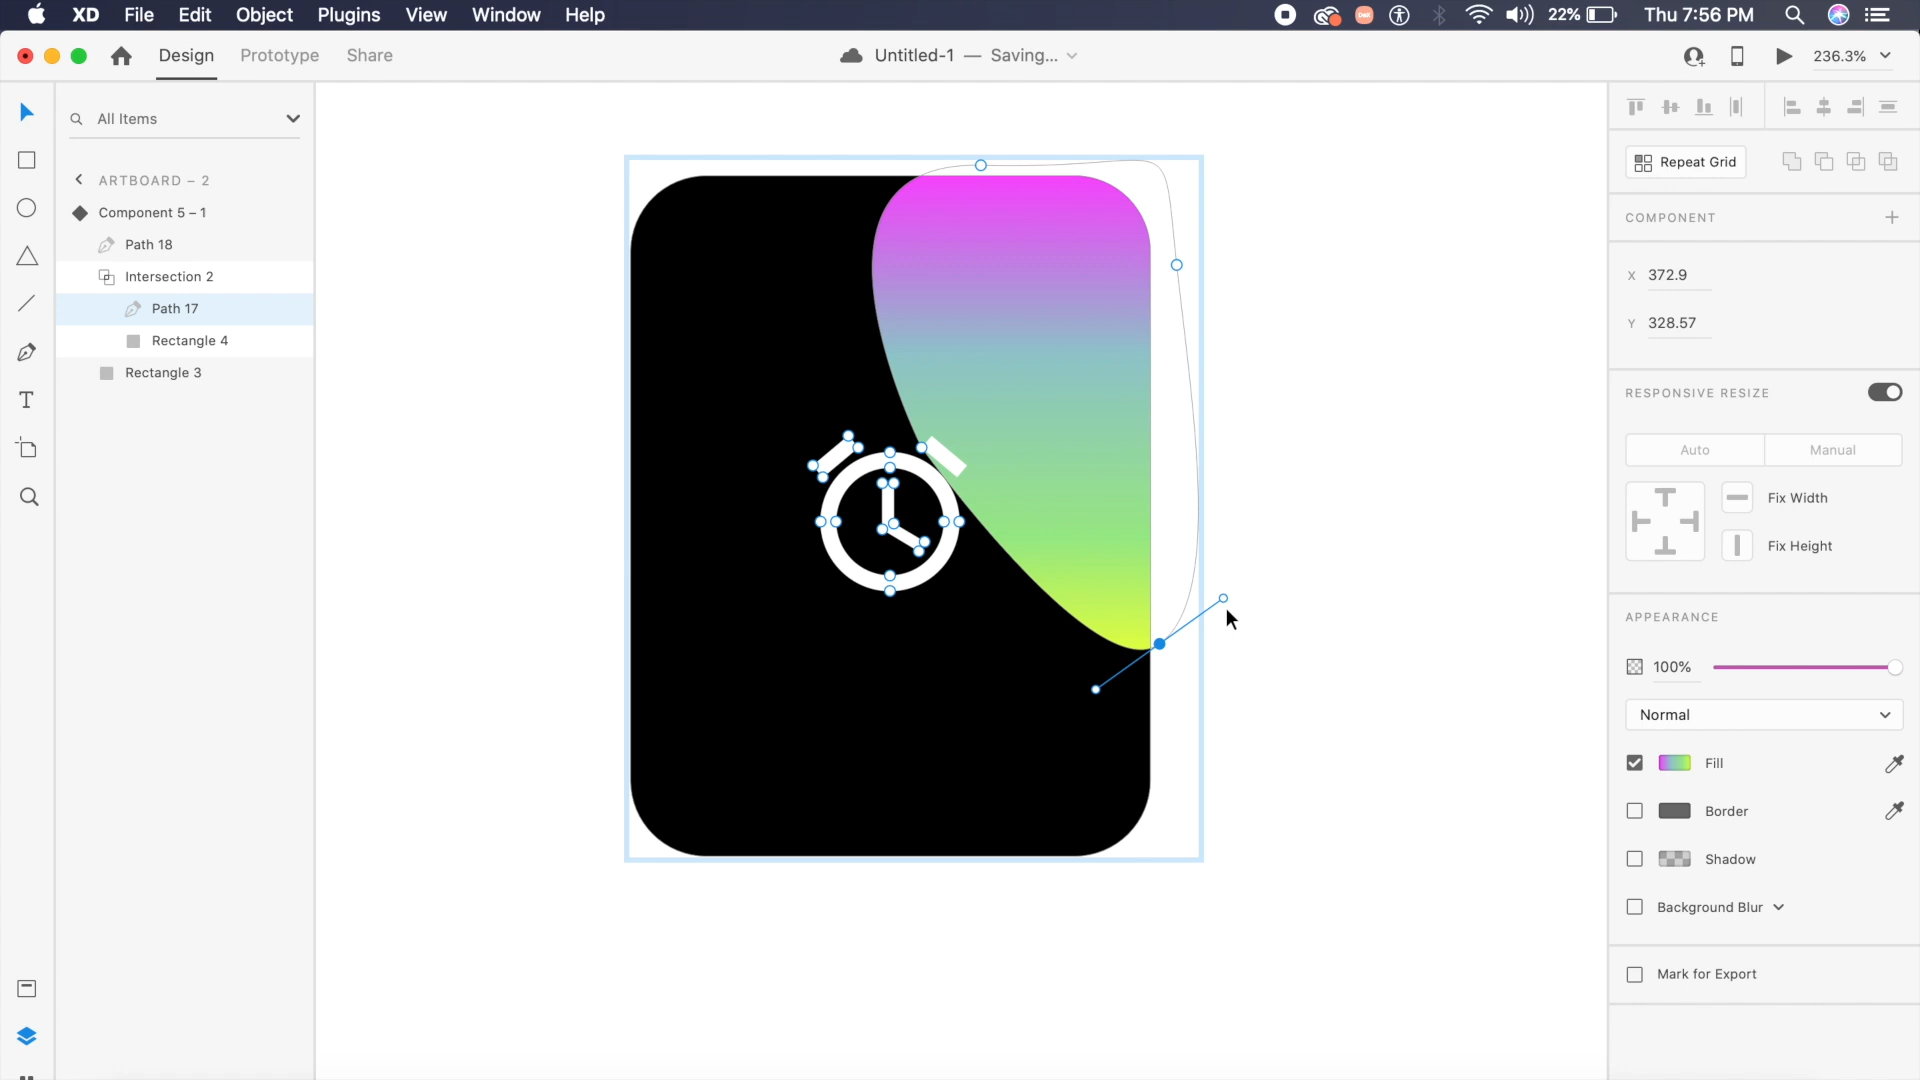 XD File Edit Object Plugins View Window Help 22% Thu 7:56 PM
Design Prototype Share Untitled-1 — Saving... 236.3%
All Items
ARTBOARD – 2
Component 5 – 1
Path 18
Intersection 2
Path 17
Rectangle 4
Rectangle 3
T
Repeat Grid
COMPONENT
X 372.9
Y 328.57
RESPONSIVE RESIZE
Auto Manual
Fix Width
Fix Height
APPEARANCE
100%
Normal
Fill
Border
Shadow
Background Blur
Mark for Export